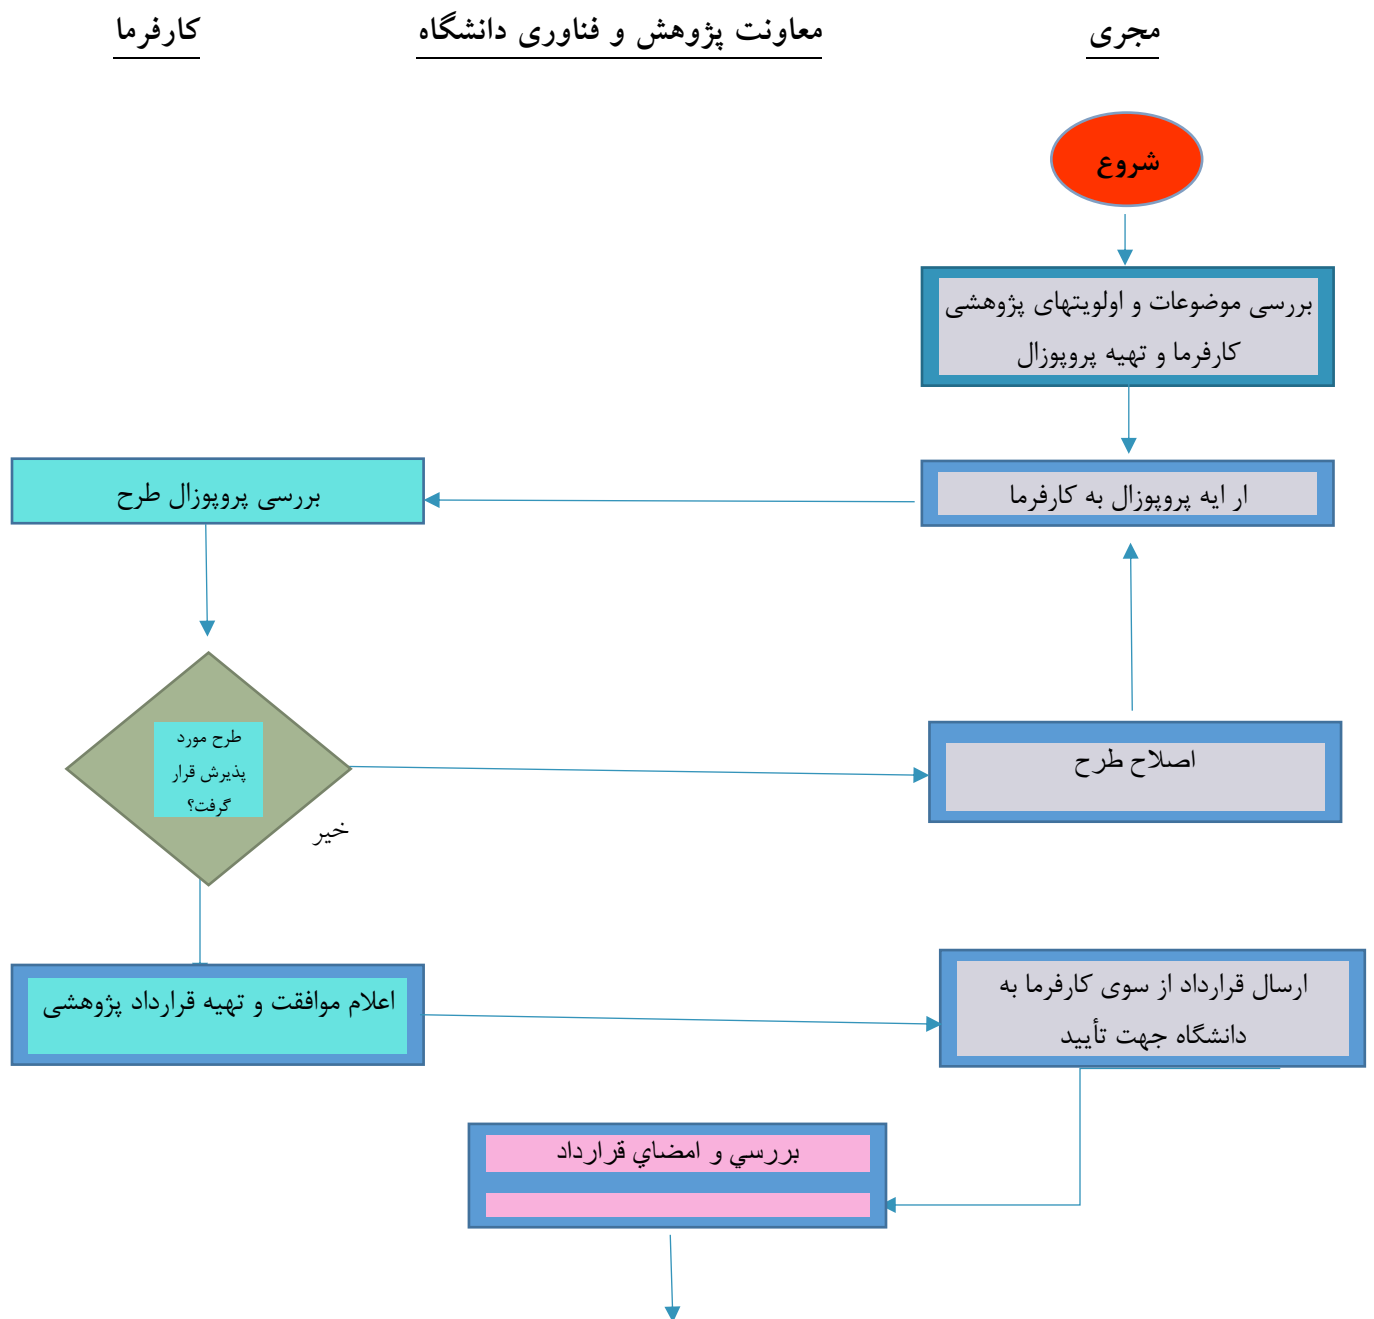 مجری
معاونت پژوهش و فناوری دانشگاه
کارفرما
شروع
بررسی موضوعات و اولویتهای پژوهشی
کارفرما و تهیه پروپوزال
ار ایه پروپوزال به کارفرما
بررسی پروپوزال طرح
طرح مورد
پذیرش قرار
گرفت؟
خیر
اصلاح طرح
اعلام موافقت و تهیه قرارداد پژوهشی
ارسال قرارداد از سوی کارفرما به
دانشگاه جهت تأیید
بررسي و امضاي قرارداد